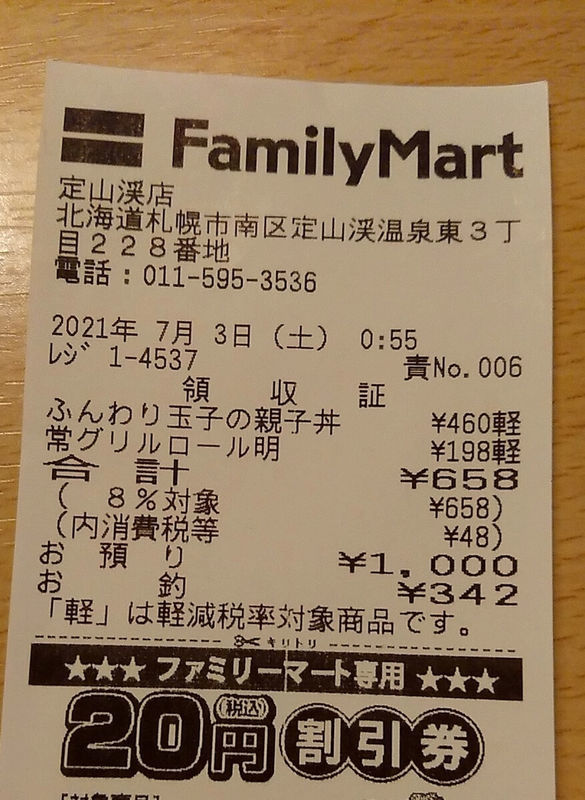 FamilyMart
定山渓店
北海道札幌市南区定山渓温泉東3丁
目228番地
電話：011-595-3536
2021年 7月 3日（土） 0:55
ﾚｼﾞ 1-4537 責No.006
領 収 証
ふんわり玉子の親子丼 ¥460軽
常グリルロール明 ¥198軽
合 計 ¥658
（ 8％対象 ¥658）
（内消費税等 ¥48）
お 預 り ¥1,000
お 釣 ¥342
「軽」は軽減税率対象商品です。
キリトリ
★★★ ファミリーマート専用 ★★★
20円(税込)割引券